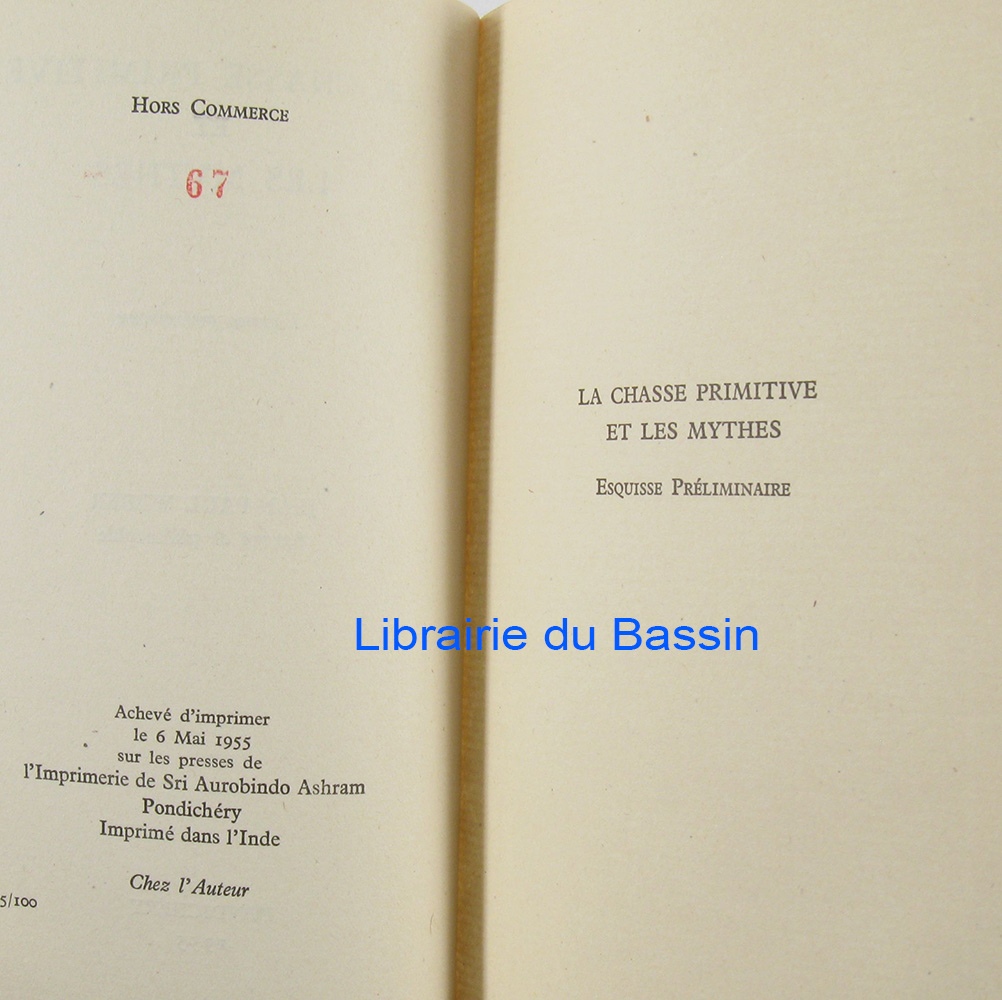 HORS COMMERCE
67
Achevé d'imprimer
le 6 Mai 1955
sur les presses de
l'Imprimerie de Sri Aurobindo Ashram
Pondichéry
Imprimé dans l'Inde
Chez l'Auteur
5/100
LA CHASSE PRIMITIVE
ET LES MYTHES
ESQUISSE PRÉLIMINAIRE
Librairie du Bassin